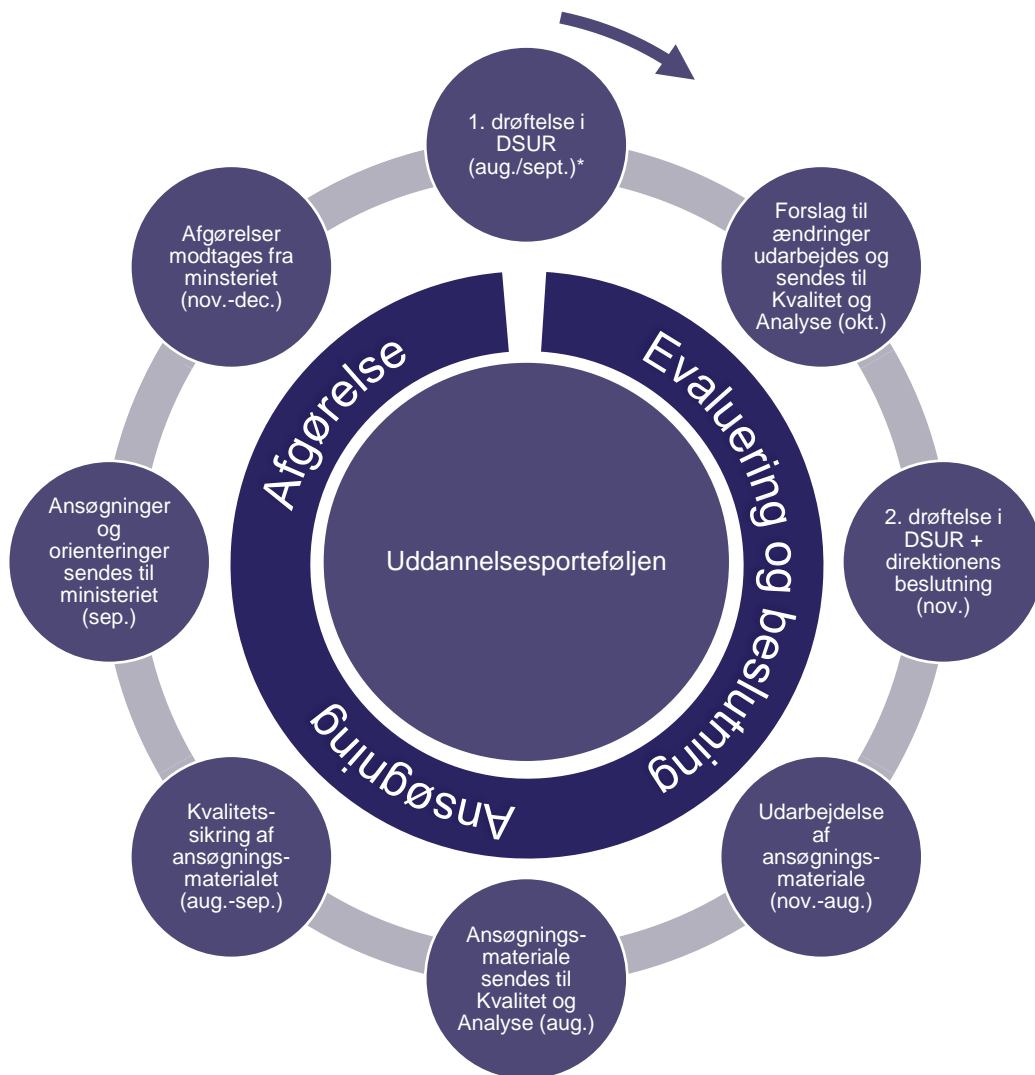 1. drøftelse i
DSUR
(aug./sept.)*
Forslag til
ændringer
udarbejdes og
sendes til
Kvalitet og
Analyse (okt.)
2. drøftelse i
DSUR +
direktionens
beslutning
(nov.)
Udarbejdelse
af
ansøgnings-
materiale
(nov.-aug.)
Ansøgnings-
materiale
sendes til
Kvalitet og
Analyse (aug.)
Kvalitets-
sikring af
ansøgnings-
materialet
(aug.-sep.)
Ansøgninger
og
orienteringer
sendes til
ministeriet
(sep.)
Afgørelser
modtages fra
minsteriet
(nov.-dec.)
Evaluering og beslutning
Ansøgning
Afgørelse
Uddannelsesporteføljen